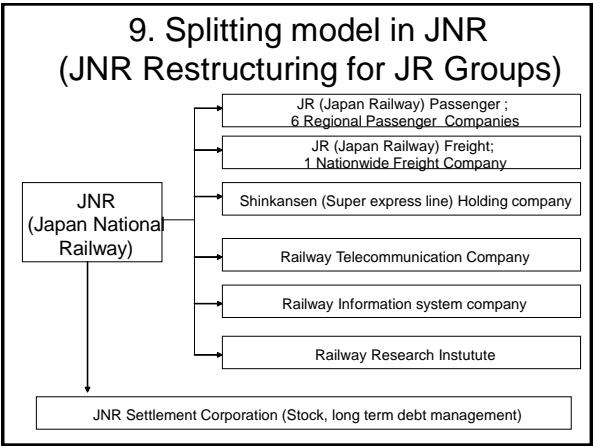 9. Splitting model in JNR
(JNR Restructuring for JR Groups)
JR (Japan Railway) Passenger ;
6 Regional Passenger Companies
JR (Japan Railway) Freight;
1 Nationwide Freight Company
JNR
(Japan National
Railway)
Shinkansen (Super express line) Holding company
Railway Telecommunication Company
Railway Information system company
Railway Research Instutute
JNR Settlement Corporation (Stock, long term debt management)